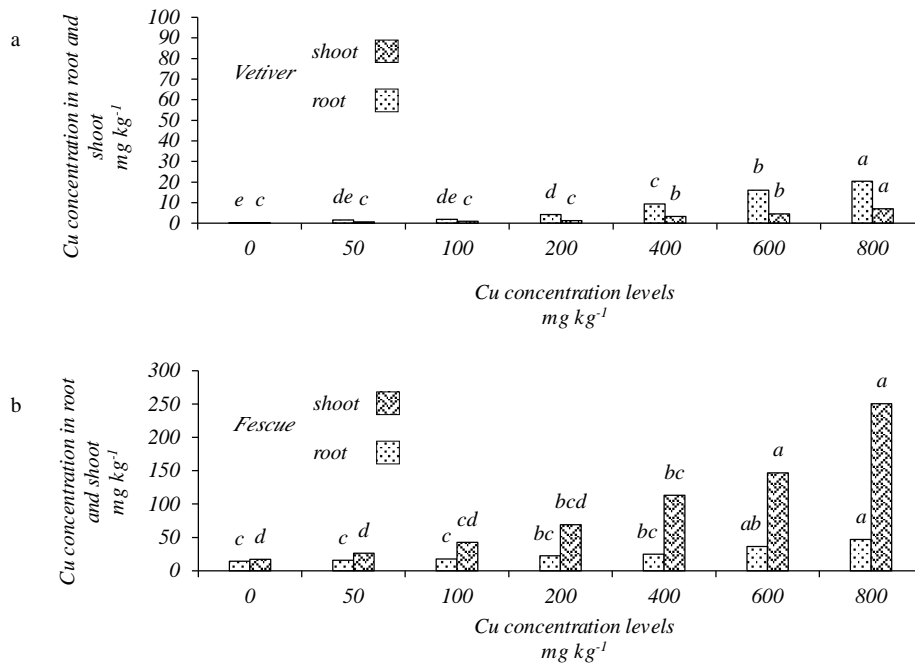 a
Cu concentration in root and
shoot
mg kg-1
100
90
80
70
60
50
40
30
20
10
0
Vetiver
shoot
root
e c
de c
de c
d c
c b
b b
a a
0 50 100 200 400 600 800
Cu concentration levels
mg kg-1
b
Cu concentration in root
and shoot
mg kg-1
300
250
200
150
100
50
0
Fescue
shoot
root
c d
c d
c cd
bc bcd
bc bc
ab a
a a
0 50 100 200 400 600 800
Cu concentration levels
mg kg-1